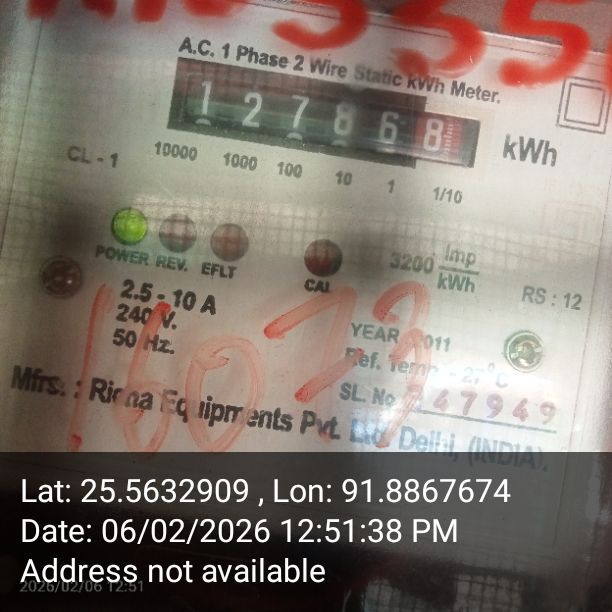 335
A.C. 1 Phase 2 Wire Static kWh Meter.
1 2 7 8 6 8 kWh
CL - 1 10000 1000 100 10 1 1/10
POWER REV. EFLT CAL 3200 Imp/kWh
RS : 12
2.5 - 10 A
240 V.
50 Hz.
16073
YEAR 2011
Ref. Temp. - 27°C
SL. No 47949
Mfrs. : Equipments Pvt. Ltd. Delhi, (INDIA).
Lat: 25.5632909 , Lon: 91.8867674
Date: 06/02/2026 12:51:38 PM
Address not available
2026/02/06 12:51